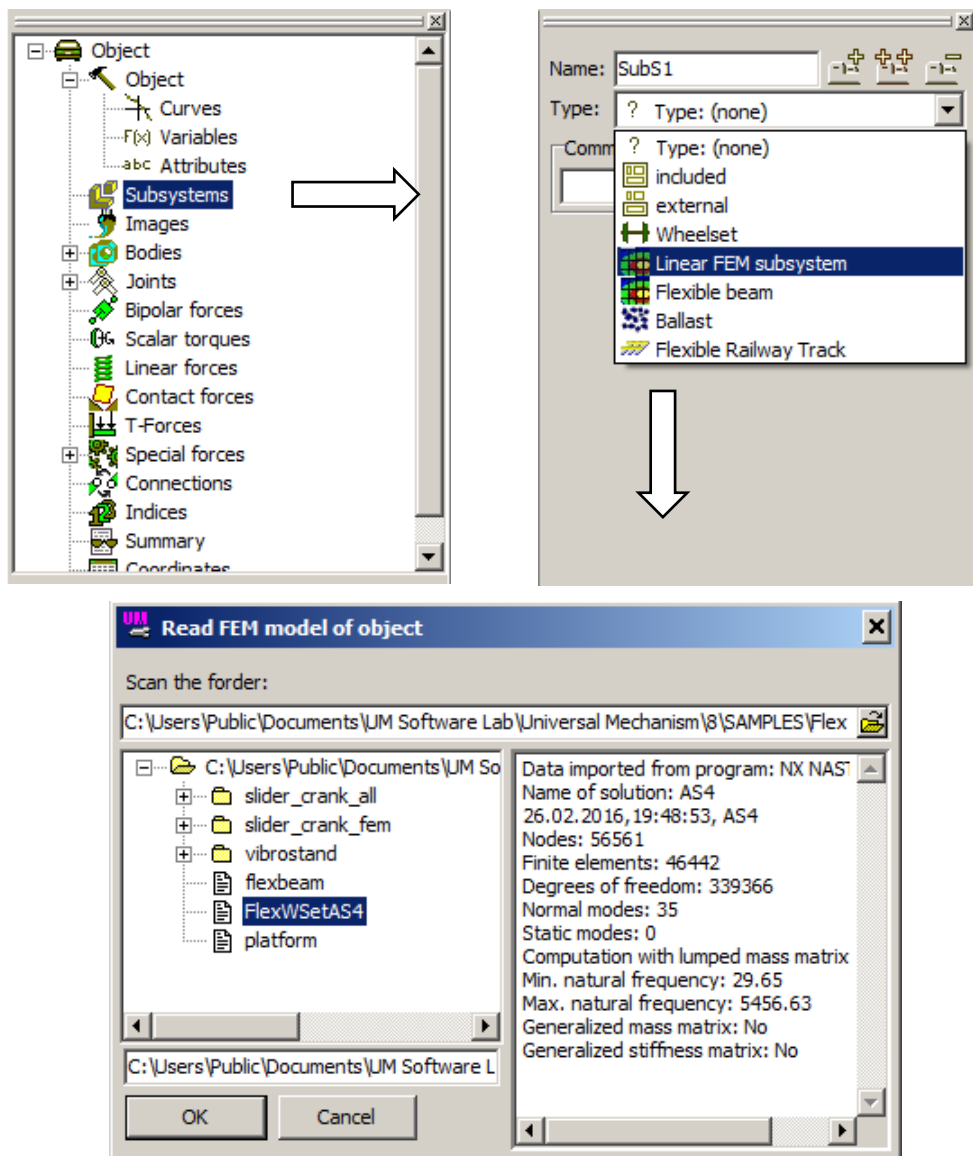 Object
Object
Curves
F(x) Variables
abc Attributes
Subsystems
Images
Bodies
Joints
Bipolar forces
Scalar torques
Linear forces
Contact forces
T-Forces
Special forces
Connections
Indices
Summary
Coordinates
Name: SubS1
Type: ? Type: (none)
Comm
? Type: (none)
included
external
Wheelset
Linear FEM subsystem
Flexible beam
Ballast
Flexible Railway Track
UM Read FEM model of object
Scan the forder:
C:\Users\Public\Documents\UM Software Lab\Universal Mechanism\8\SAMPLES\Flex
C:\Users\Public\Documents\UM So
slider_crank_all
slider_crank_fem
vibrostand
flexbeam
FlexWSetAS4
platform
C:\Users\Public\Documents\UM Software L
OK Cancel
Data imported from program: NX NAST
Name of solution: AS4
26.02.2016,19:48:53, AS4
Nodes: 56561
Finite elements: 46442
Degrees of freedom: 339366
Normal modes: 35
Static modes: 0
Computation with lumped mass matrix
Min. natural frequency: 29.65
Max. natural frequency: 5456.63
Generalized mass matrix: No
Generalized stiffness matrix: No